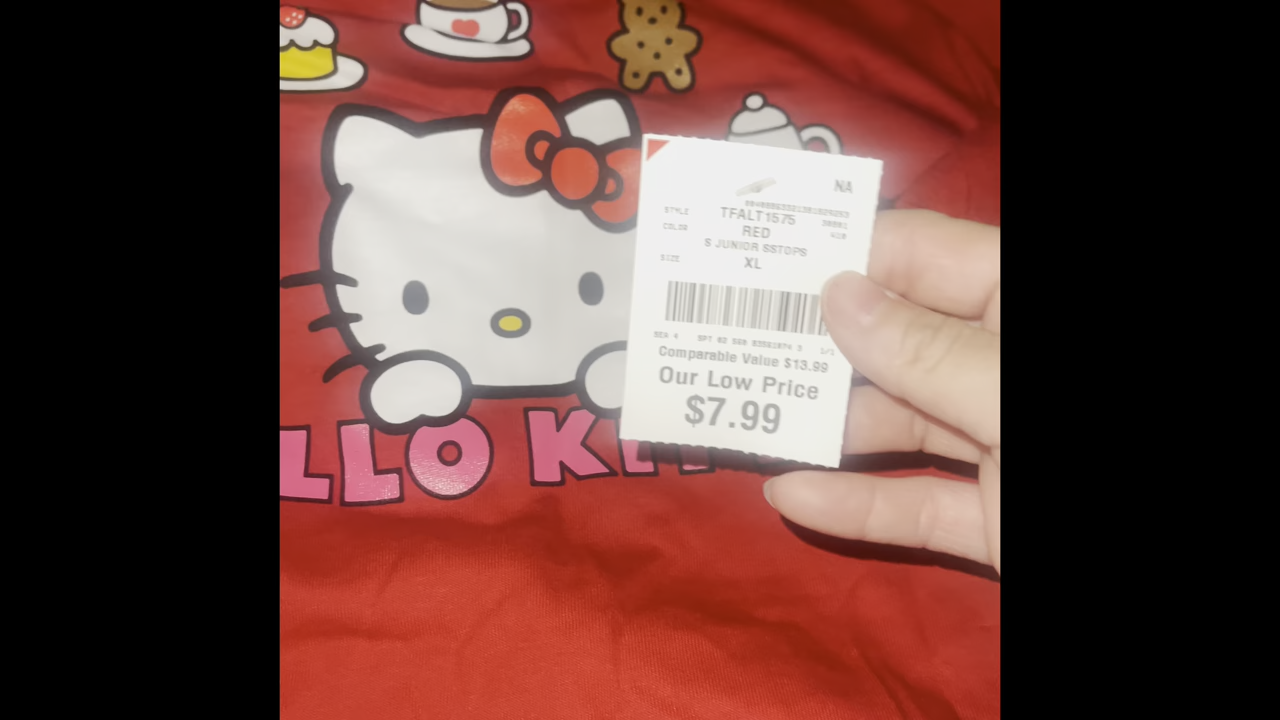 NA
STYLE TFALT1575
COLOR RED
S JUNIOR SSTOPS
SIZE XL
Comparable Value $13.99
Our Low Price
$7.99
LLO KI